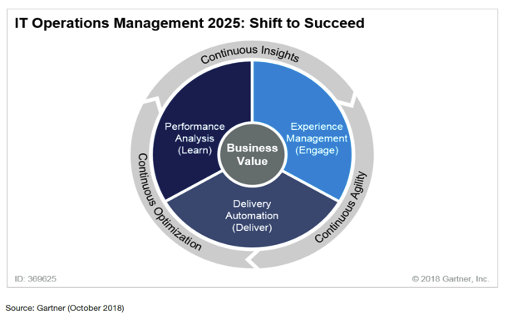 IT Operations Management 2025: Shift to Succeed
Continuous Insights
Performance
Analysis
(Learn)
Experience
Management
(Engage)
Business
Value
Delivery
Automation
(Deliver)
Continuous Optimization
Continuous Agility
ID: 369625
© 2018 Gartner, Inc.
Source: Gartner (October 2018)